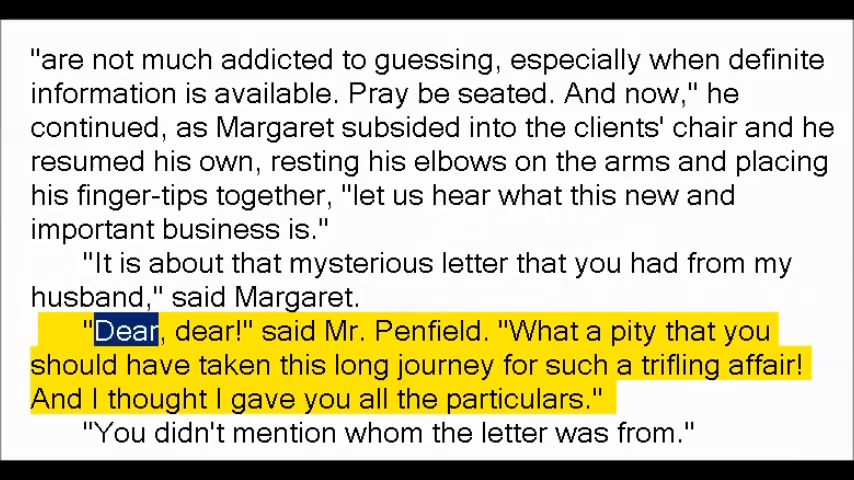 "are not much addicted to guessing, especially when definite
information is available. Pray be seated. And now," he
continued, as Margaret subsided into the clients' chair and he
resumed his own, resting his elbows on the arms and placing
his finger-tips together, "let us hear what this new and
important business is."
"It is about that mysterious letter that you had from my
husband," said Margaret.
"Dear, dear!" said Mr. Penfield. "What a pity that you
should have taken this long journey for such a trifling affair!
And I thought I gave you all the particulars."
"You didn't mention whom the letter was from."